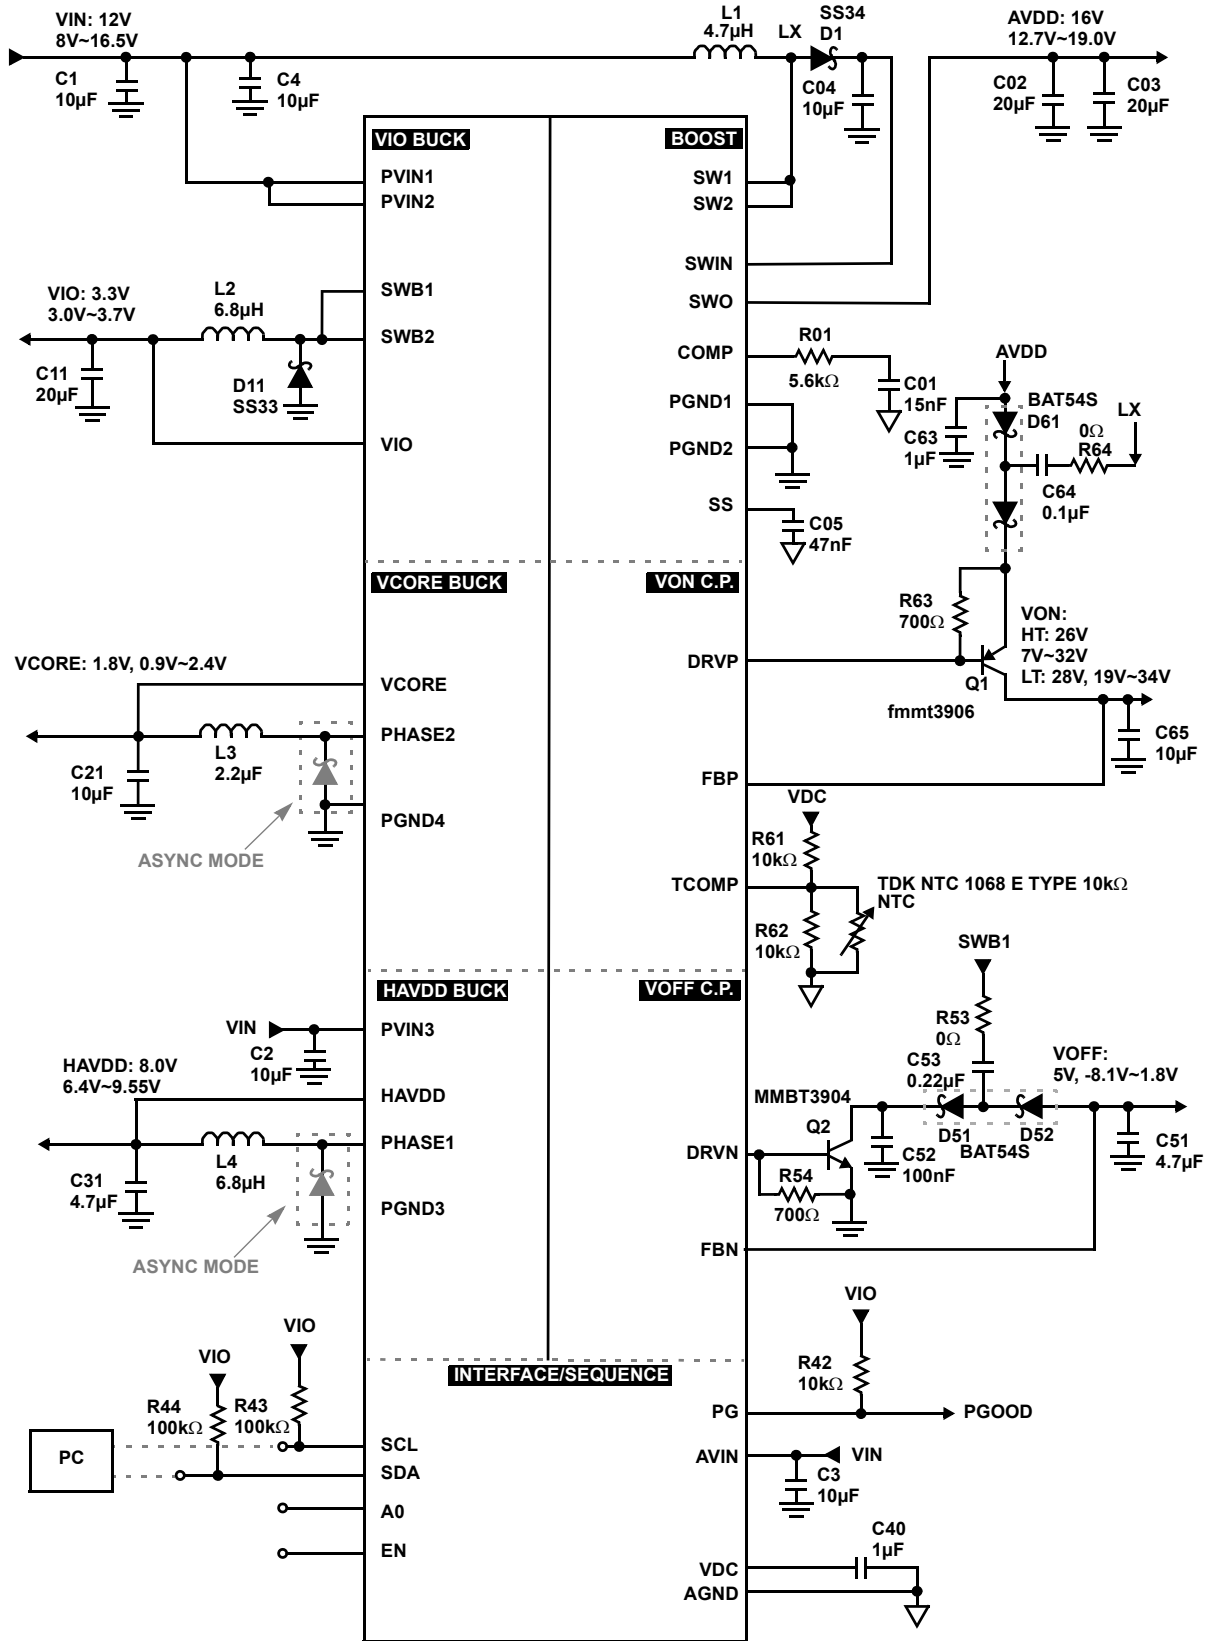 VIN: 12V
8V~16.5V
C1
10µF
C4
10µF
L1
4.7µH
LX
SS34
D1
C04
10µF
AVDD: 16V
12.7V~19.0V
C02
20µF
C03
20µF
VIO BUCK
BOOST
PVIN1
PVIN2
SW1
SW2
SWIN
SWO
SWB1
SWB2
VIO: 3.3V
3.0V~3.7V
L2
6.8µH
C11
20µF
D11
SS33
VIO
COMP
R01
5.6kΩ
C01
15nF
PGND1
PGND2
SS
C05
47nF
AVDD
BAT54S
D61
C63
1µF
LX
0Ω
R64
C64
0.1µF
VCORE BUCK
VON C.P.
R63
700Ω
VON:
HT: 26V
7V~32V
LT: 28V, 19V~34V
DRVP
Q1
fmmt3906
C65
10µF
FBP
VCORE: 1.8V, 0.9V~2.4V
VCORE
PHASE2
L3
2.2µF
C21
10µF
PGND4
ASYNC MODE
VDC
R61
10kΩ
TCOMP
TDK NTC 1068 E TYPE 10kΩ
NTC
R62
10kΩ
HAVDD BUCK
VOFF C.P.
VIN
PVIN3
C2
10µF
HAVDD: 8.0V
6.4V~9.55V
HAVDD
PHASE1
L4
6.8µH
C31
4.7µF
PGND3
ASYNC MODE
SWB1
R53
0Ω
C53
0.22µF
VOFF:
5V, -8.1V~1.8V
MMBT3904
Q2
D51
D52
BAT54S
C52
100nF
C51
4.7µF
DRVN
R54
700Ω
FBN
INTERFACE/SEQUENCE
VIO
VIO
R44
100kΩ
R43
100kΩ
PC
SCL
SDA
A0
EN
VIO
R42
10kΩ
PG
PGOOD
AVIN
VIN
C3
10µF
C40
1µF
VDC
AGND